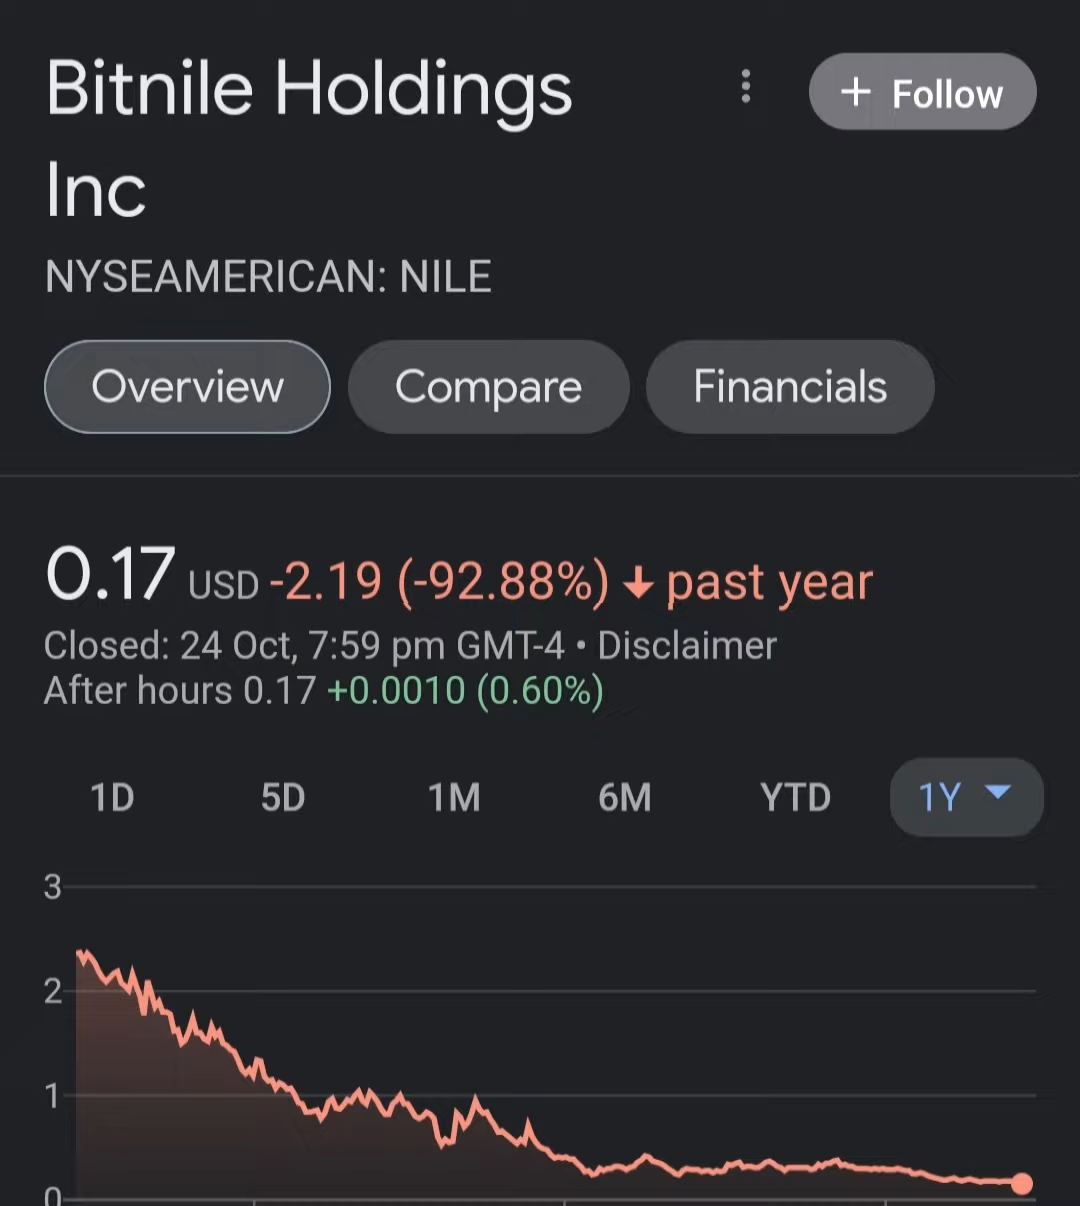 Bitnile Holdings
Inc
+ Follow
NYSEAMERICAN: NILE
Overview Compare Financials
0.17 USD -2.19 (-92.88%) ↓ past year
Closed: 24 Oct, 7:59 pm GMT-4 • Disclaimer
After hours 0.17 +0.0010 (0.60%)
1D 5D 1M 6M YTD 1Y
3
2
1
0